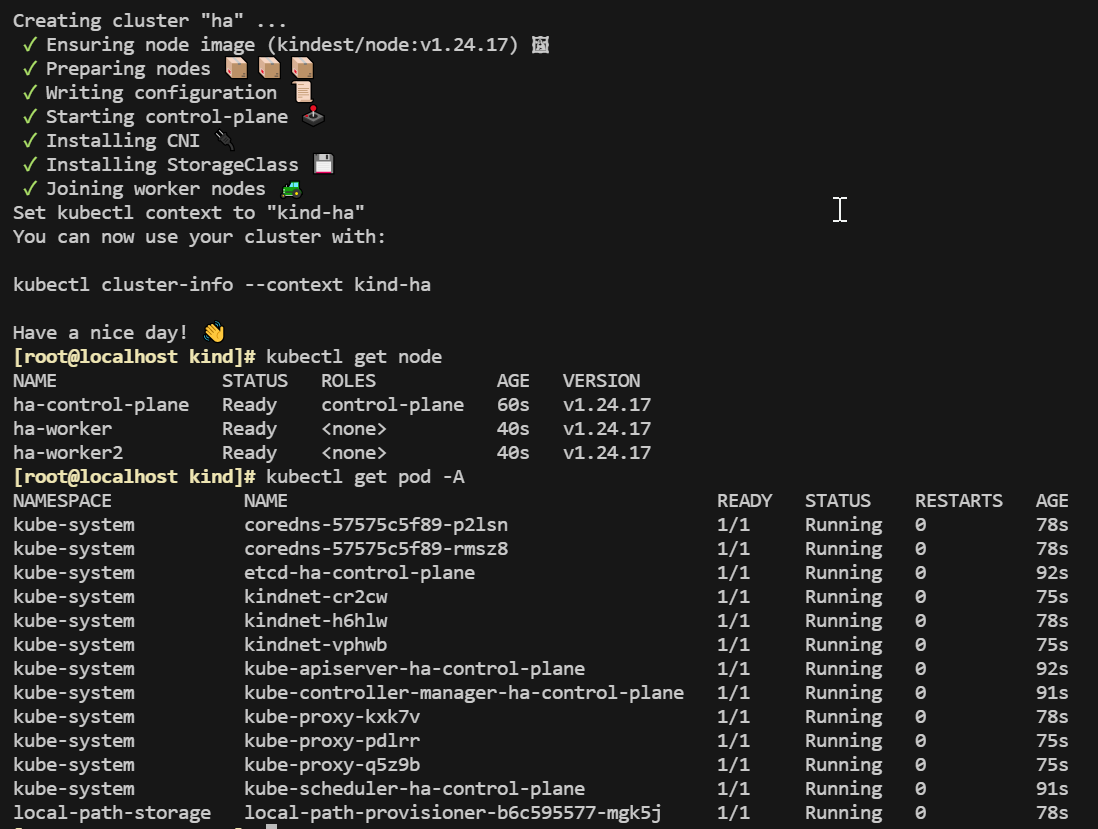 Creating cluster "ha" ...
✓ Ensuring node image (kindest/node:v1.24.17) 🖼
✓ Preparing nodes 📦 📦 📦
✓ Writing configuration 📜
✓ Starting control-plane 🕹️
✓ Installing CNI 🔌
✓ Installing StorageClass 💾
✓ Joining worker nodes 🚜
Set kubectl context to "kind-ha"
You can now use your cluster with:
kubectl cluster-info --context kind-ha
Have a nice day! 👋
[root@localhost kind]# kubectl get node
NAME STATUS ROLES AGE VERSION
ha-control-plane Ready control-plane 60s v1.24.17
ha-worker Ready <none> 40s v1.24.17
ha-worker2 Ready <none> 40s v1.24.17
[root@localhost kind]# kubectl get pod -A
NAMESPACE NAME READY STATUS RESTARTS AGE
kube-system coredns-57575c5f89-p2lsn 1/1 Running 0 78s
kube-system coredns-57575c5f89-rmsz8 1/1 Running 0 78s
kube-system etcd-ha-control-plane 1/1 Running 0 92s
kube-system kindnet-cr2cw 1/1 Running 0 75s
kube-system kindnet-h6hlw 1/1 Running 0 78s
kube-system kindnet-vphwb 1/1 Running 0 75s
kube-system kube-apiserver-ha-control-plane 1/1 Running 0 92s
kube-system kube-controller-manager-ha-control-plane 1/1 Running 0 91s
kube-system kube-proxy-kxk7v 1/1 Running 0 78s
kube-system kube-proxy-pdlrr 1/1 Running 0 75s
kube-system kube-proxy-q5z9b 1/1 Running 0 75s
kube-system kube-scheduler-ha-control-plane 1/1 Running 0 91s
local-path-storage local-path-provisioner-b6c595577-mgk5j 1/1 Running 0 78s